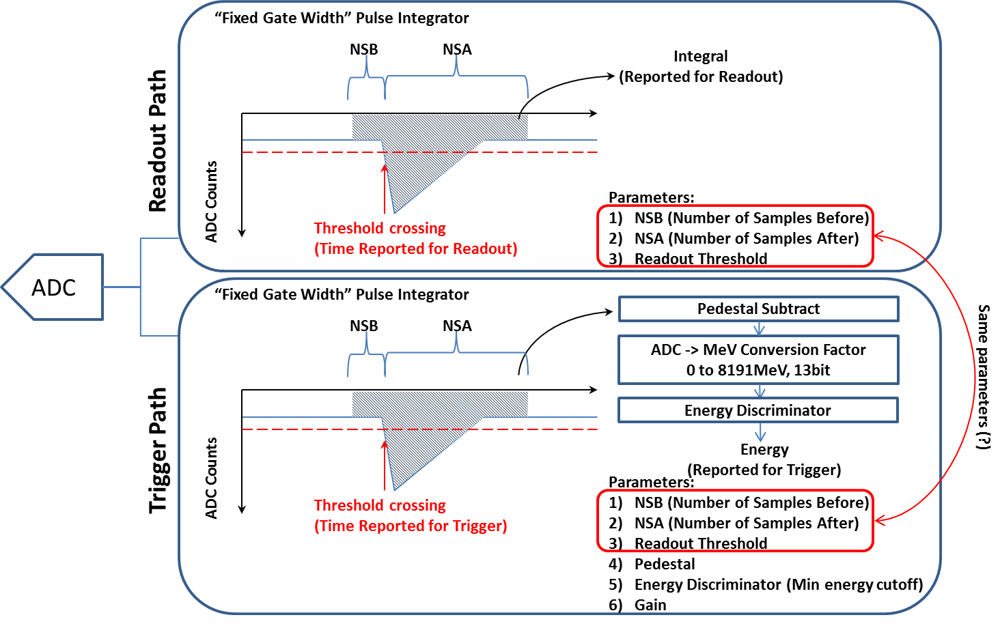 “Fixed Gate Width” Pulse Integrator
NSB
NSA
Integral
(Reported for Readout)
Readout Path
ADC Counts
Threshold crossing
(Time Reported for Readout)
Parameters:
1) NSB (Number of Samples Before)
2) NSA (Number of Samples After)
3) Readout Threshold
ADC
“Fixed Gate Width” Pulse Integrator
NSB
NSA
Pedestal Subtract
ADC -> MeV Conversion Factor
0 to 8191MeV, 13bit
Energy Discriminator
Energy
(Reported for Trigger)
Trigger Path
ADC Counts
Threshold crossing
(Time Reported for Trigger)
Parameters:
1) NSB (Number of Samples Before)
2) NSA (Number of Samples After)
3) Readout Threshold
4) Pedestal
5) Energy Discriminator (Min energy cutoff)
6) Gain
Same parameters (?)